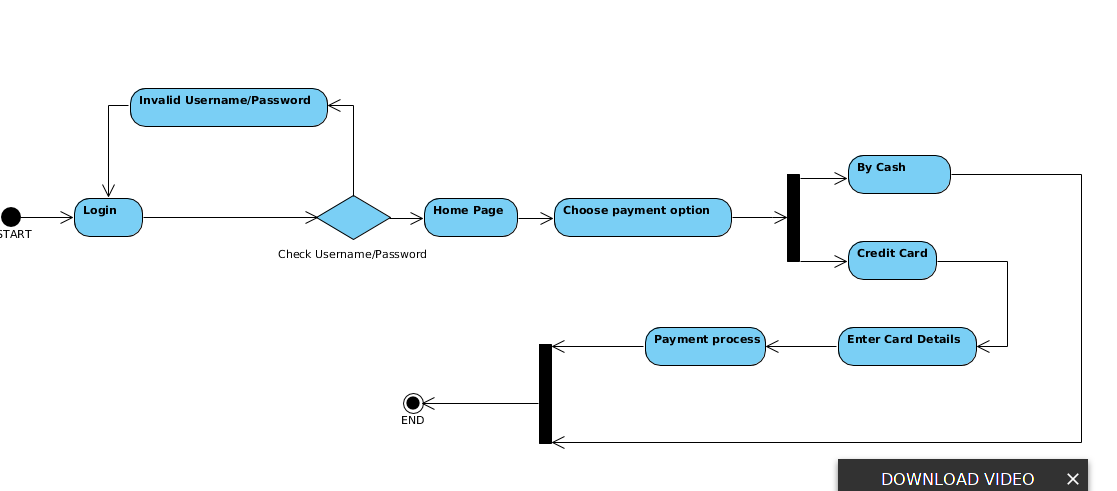 Invalid Username/Password
By Cash
Login
Home Page
Choose payment option
START
Check Username/Password
Credit Card
Payment process
Enter Card Details
END
DOWNLOAD VIDEO